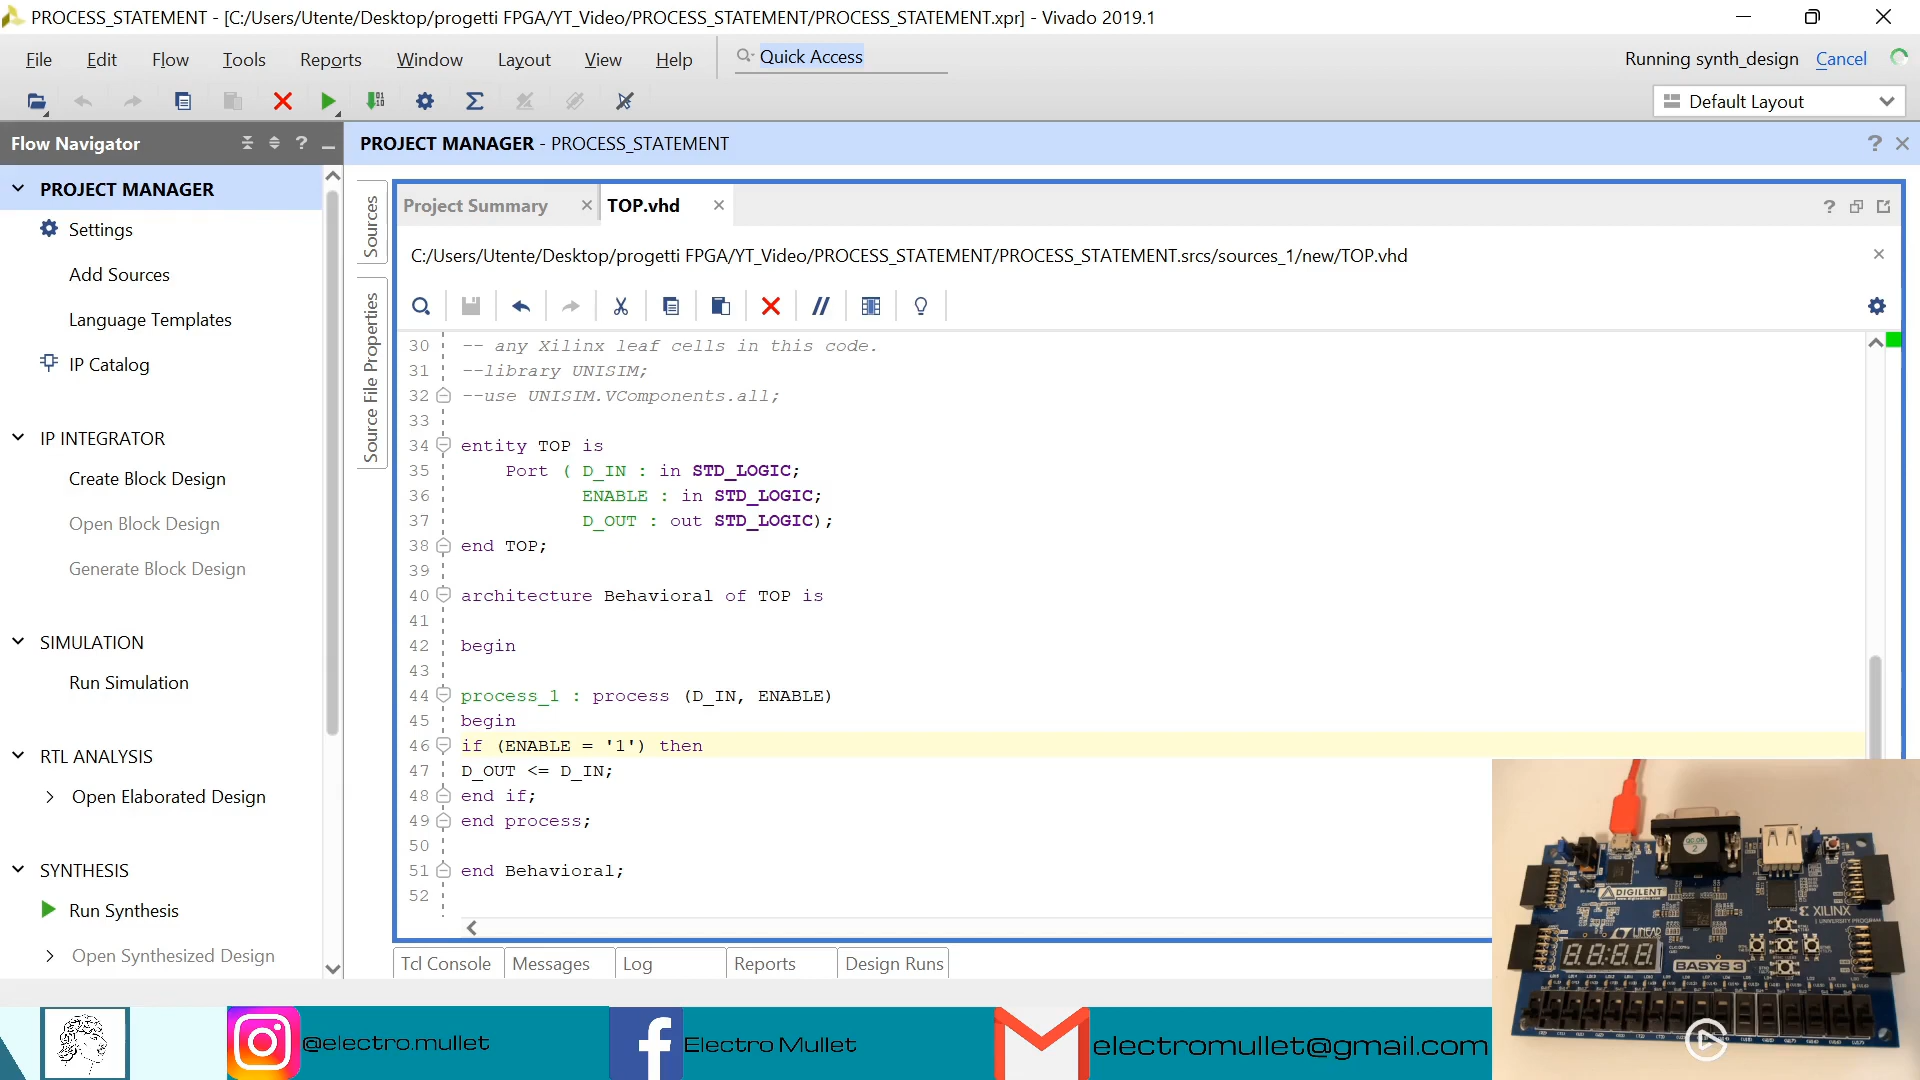 PROCESS_STATEMENT - [C:/Users/Utente/Desktop/progetti FPGA/YT_Video/PROCESS_STATEMENT/PROCESS_STATEMENT.xpr] - Vivado 2019.1
File Edit Flow Tools Reports Window Layout View Help Quick Access Running synth_design Cancel
Default Layout
Flow Navigator
PROJECT MANAGER - PROCESS_STATEMENT
PROJECT MANAGER
Settings
Add Sources
Language Templates
IP Catalog
IP INTEGRATOR
Create Block Design
Open Block Design
Generate Block Design
SIMULATION
Run Simulation
RTL ANALYSIS
Open Elaborated Design
SYNTHESIS
Run Synthesis
Open Synthesized Design
Sources
Source File Properties
Project Summary TOP.vhd
C:/Users/Utente/Desktop/progetti FPGA/YT_Video/PROCESS_STATEMENT/PROCESS_STATEMENT.srcs/sources_1/new/TOP.vhd
30 -- any Xilinx leaf cells in this code.
31 --library UNISIM;
32 --use UNISIM.VComponents.all;
33
34 entity TOP is
35 Port ( D_IN : in STD_LOGIC;
36 ENABLE : in STD_LOGIC;
37 D_OUT : out STD_LOGIC);
38 end TOP;
39
40 architecture Behavioral of TOP is
41
42 begin
43
44 process_1 : process (D_IN, ENABLE)
45 begin
46 if (ENABLE = '1') then
47 D_OUT <= D_IN;
48 end if;
49 end process;
50
51 end Behavioral;
52
Tcl Console Messages Log Reports Design Runs
DIGILENT
XILINX
UNIVERSITY PROGRAM
LINEAR
BASYS 3
@electro.mullet
Electro Mullet
electromullet@gmail.com